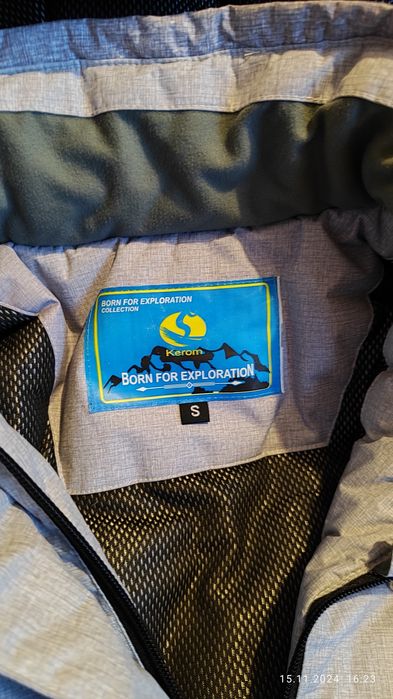 BORN FOR EXPLORATION
COLLECTION
Kerom
BORN FOR EXPLORATION
S
15.11.2024 16:23